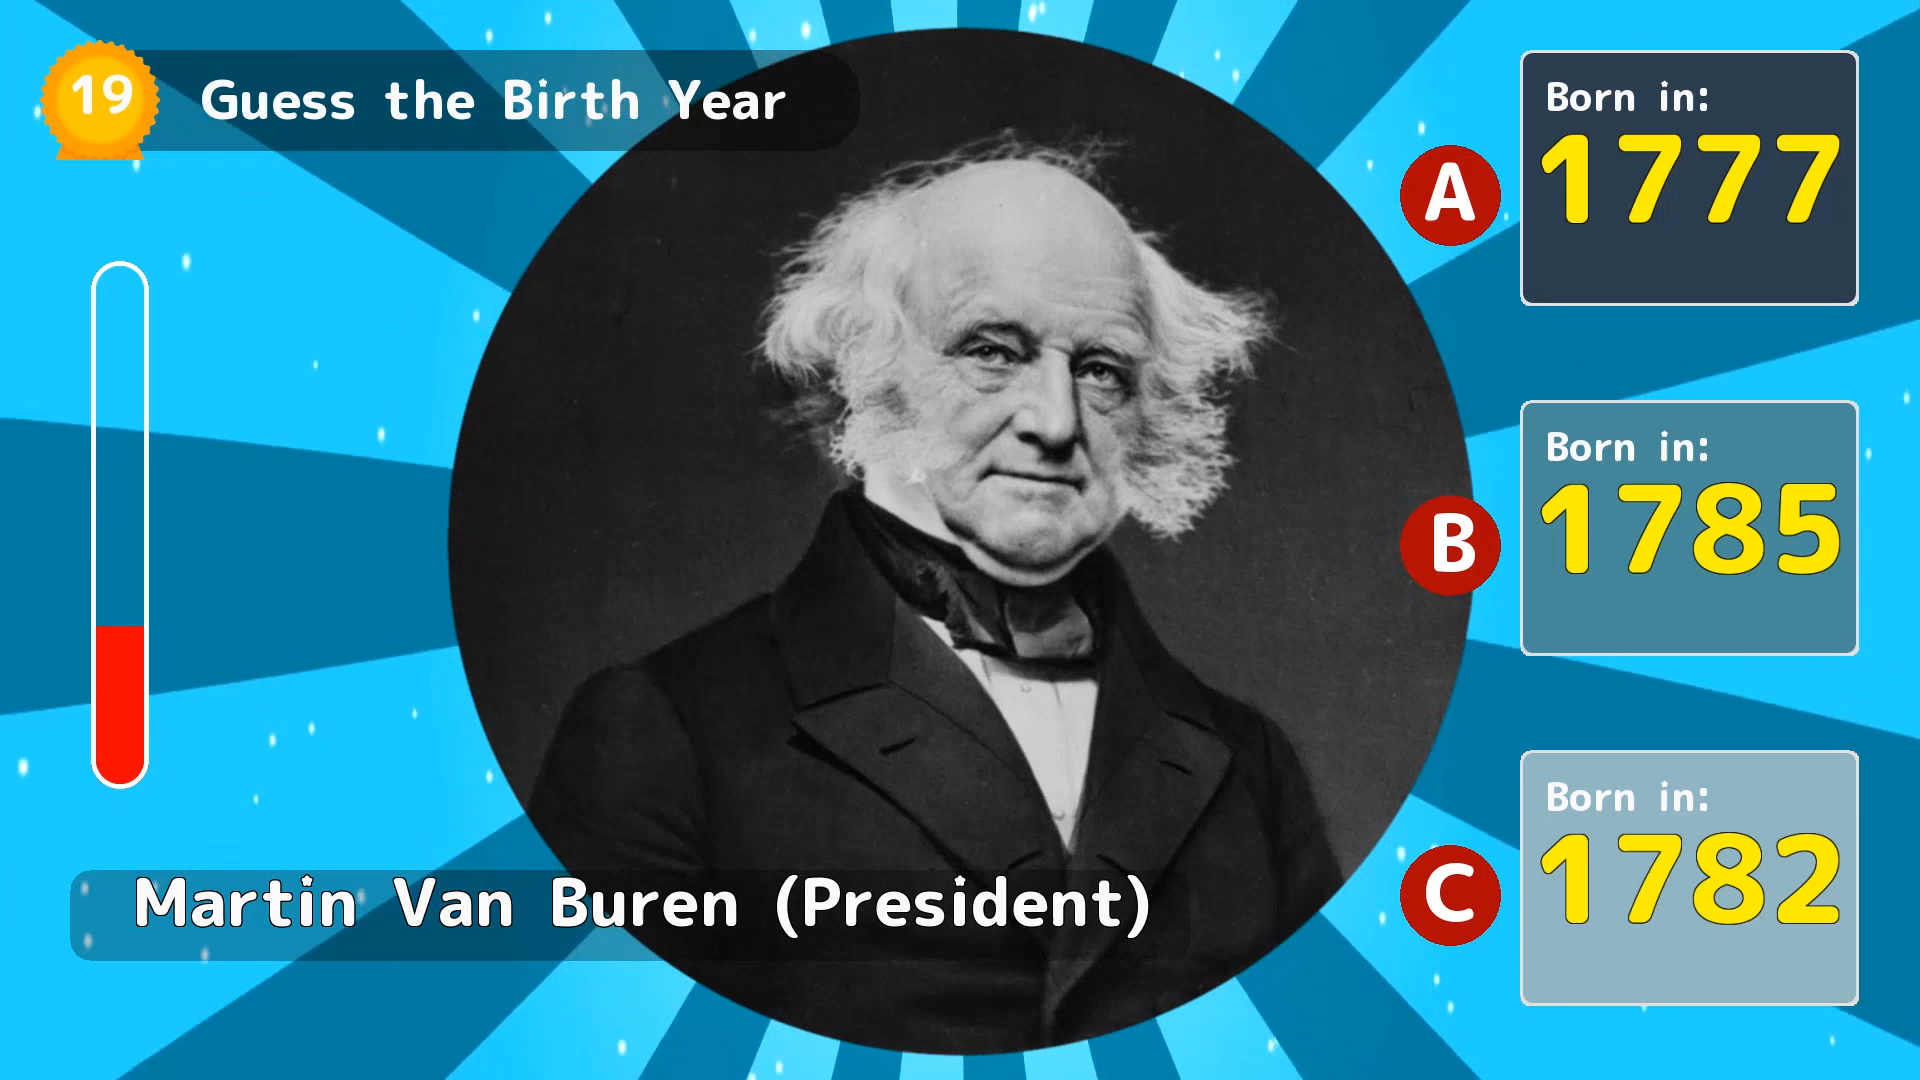 19
Guess the Birth Year
Born in:
1777
A
Born in:
1785
B
Born in:
1782
C
Martin Van Buren (President)